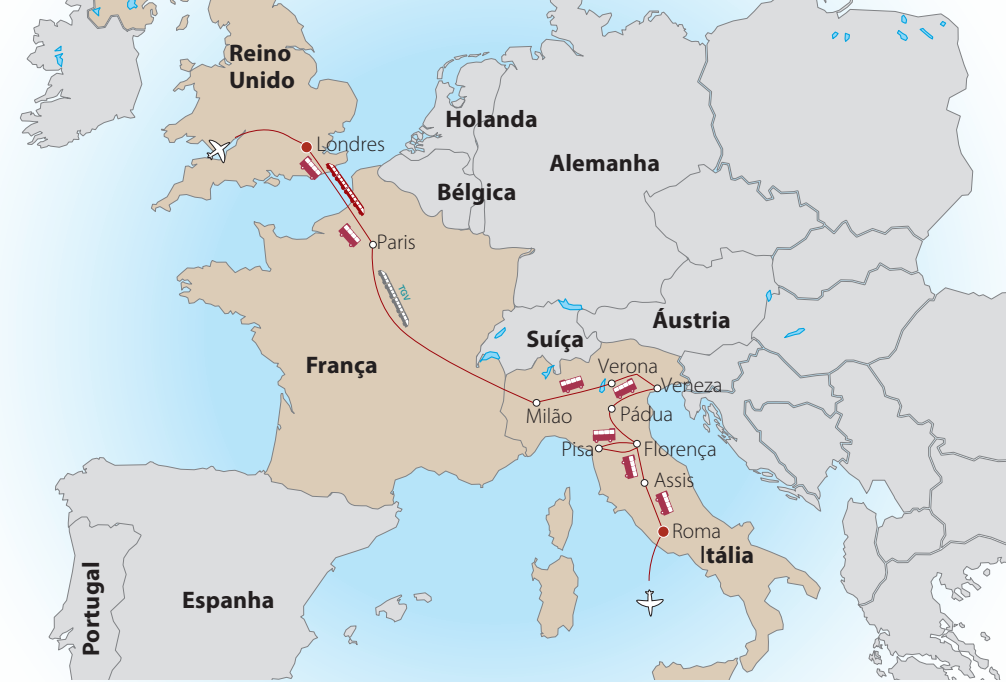 Reino
Unido
Holanda
Londres
Alemanha
Bélgica
Paris
TGV
Suíça
Áustria
França
Verona
Veneza
Milão
Pádua
Pisa
Florença
Assis
Roma
Itália
Espanha
Portugal